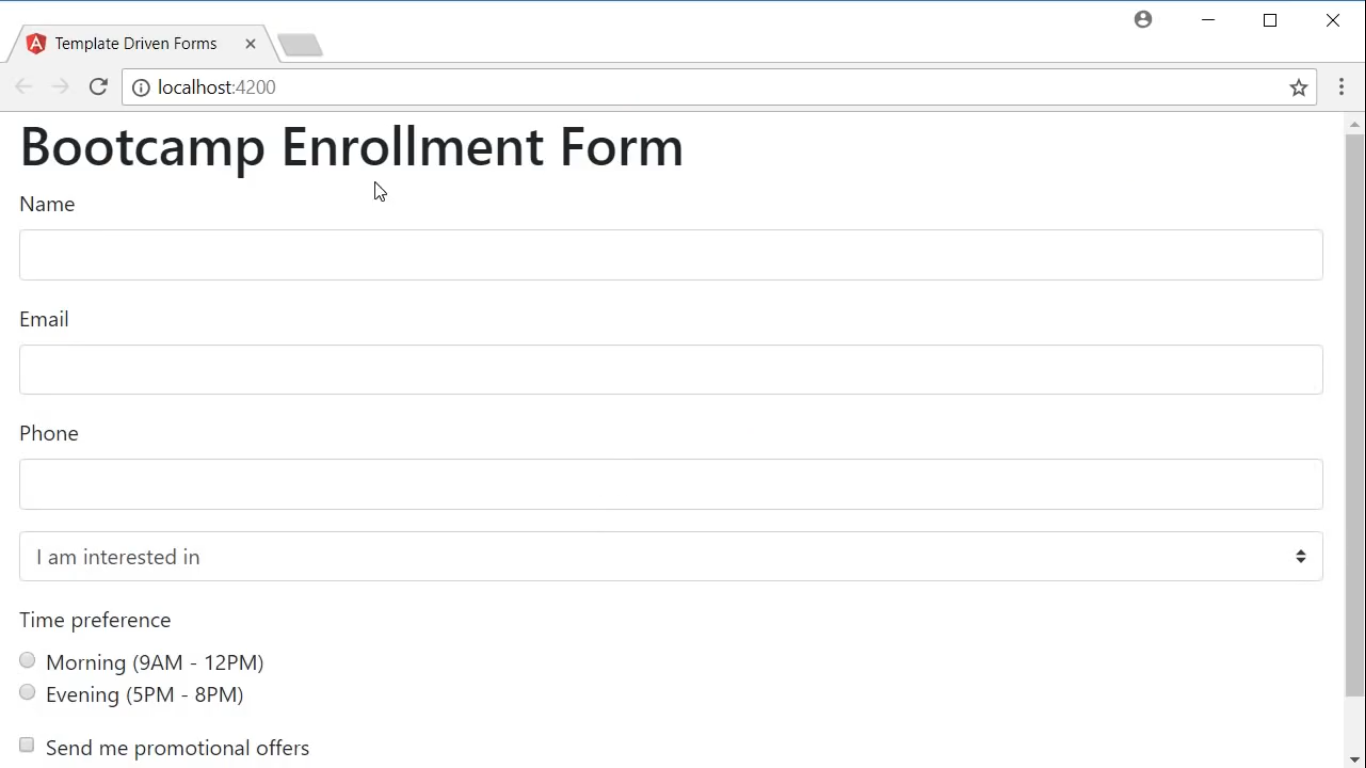 Template Driven Forms
localhost:4200
Bootcamp Enrollment Form
Name
Email
Phone
I am interested in
Time preference
Morning (9AM - 12PM)
Evening (5PM - 8PM)
Send me promotional offers